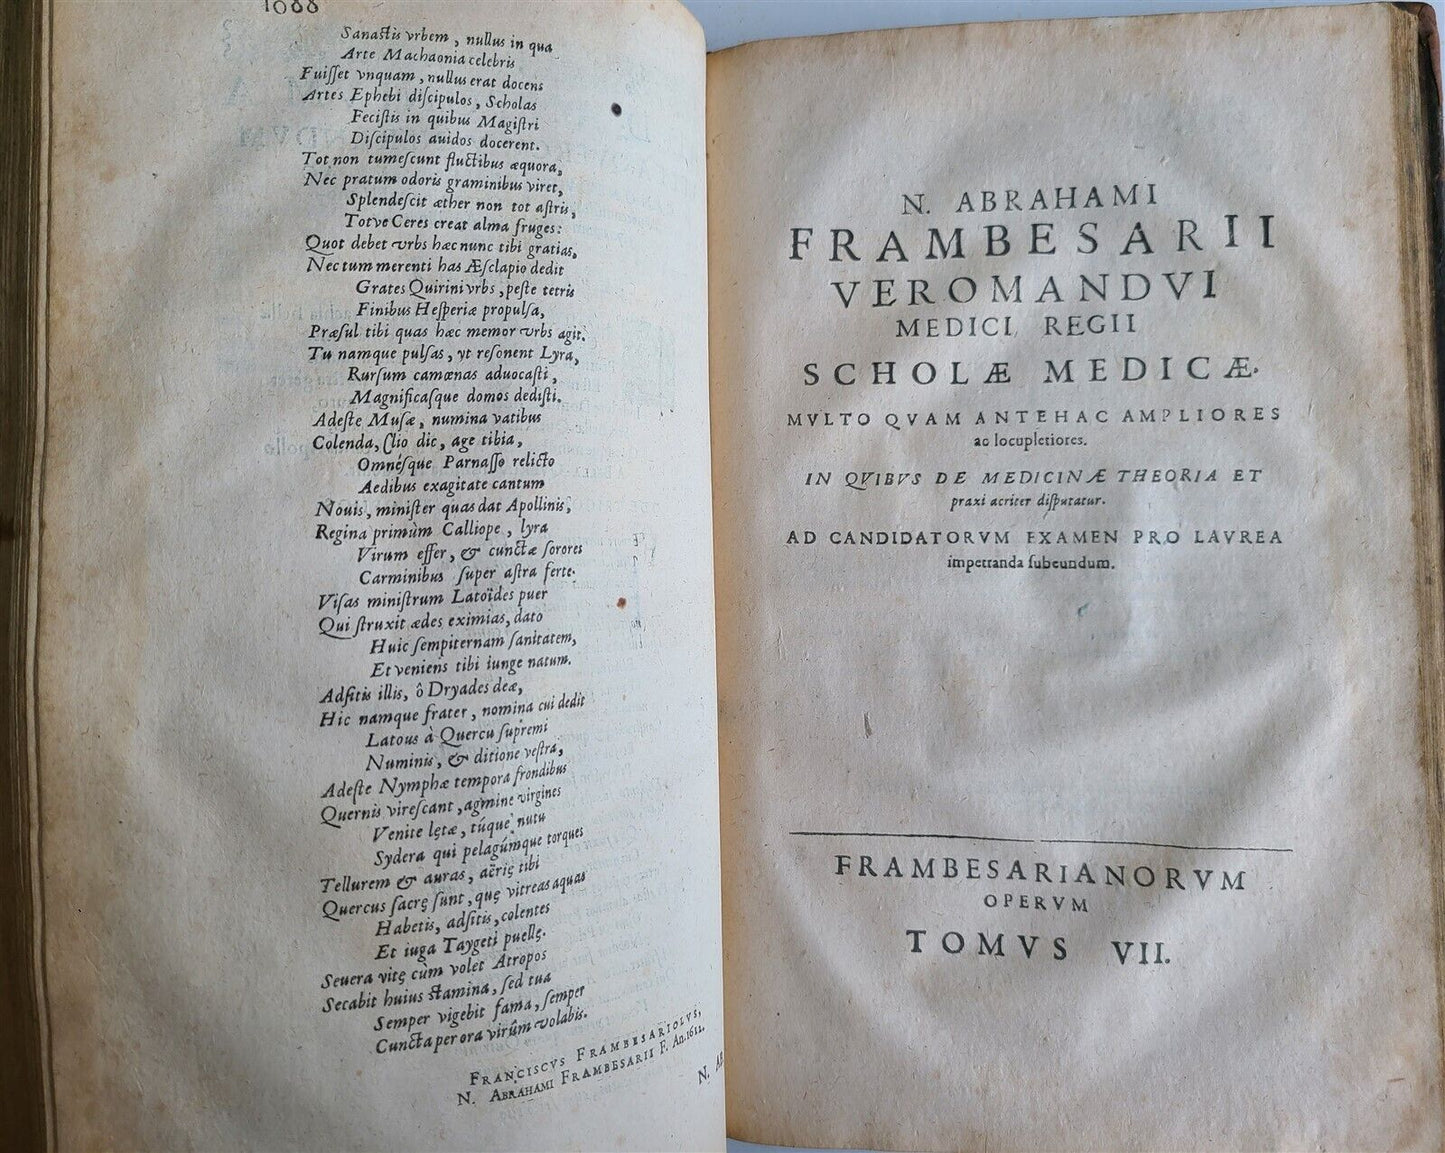 1088
Sanaſtis vrbem, nullus in qua
Arte Machaonia celebris
Fuiſſet vnquam, nullus erat docens
Artes Ephebi diſcipulos, Scholas
Feciſtis in quibus Magiſtri
Diſcipulos auidos docerent.
Tot non tumeſcunt fluctibus æquora,
Nec pratum odoris graminibus viret,
Splendeſcit æther non tot aſtris,
Totve Ceres creat alma fruges:
Quot debet vrbs hæc nunc tibi gratias,
Nec tum merenti has Æſclapio dedit
Grates Quirini vrbs, peſte tetris
Finibus Heſperiæ propulſa,
Præſul tibi quas hæc memor vrbs agit.
Tu namque pulſas, vt reſonent Lyra,
Rurſum camœnas aduocaſti,
Magnificaſque domos dediſti.
Adeſte Muſæ, numina vatibus
Colenda, Clio dic, age tibia,
Omnéſque Parnaſſo relicto
Aedibus exagitate cantum
Nouis, miniſter quas dat Apollinis,
Regina primùm Calliope, lyra
Virum effer, & cunctæ ſorores
Carminibus ſuper aſtra ferte.
Viſas miniſtrum Latoïdes puer
Qui ſtruxit ædes eximias, dato
Huic ſempiternam ſanitatem,
Et veniens tibi iunge natum.
Adſitis illis, ô Dryades deæ,
Hic namque frater, nomina cui dedit
Latous à Quercu ſupremi
Numinis, & ditione veſtra,
Adeſte Nymphæ tempora frondibus
Quernis vireſcant, agmine virgines
Venite lętæ, túque nutu
Sydera qui pelagúmque torques
Tellurem & auras, aërię tibi
Quercus ſacrę ſunt, quę vitreas aquas
Habetis, adſitis, colentes
Et iuga Taygeti puellę.
Seuera vitę cùm volet Atropos
Secabit huius ſtamina, ſed tua
Semper vigebit fama, ſemper
Cuncta per ora virûm volabis.
FRANCISCVS FRAMBESARIOLVS,
N. ABRAHAMI FRAMBESARII F. An. 1612.
N. AB
N. ABRAHAMI
FRAMBESARII
VEROMANDVI
MEDICI REGII
SCHOLÆ MEDICÆ.
MVLTO QVAM ANTEHAC AMPLIORES
ac locupletiores.
IN QVIBVS DE MEDICINÆ THEORIA ET
praxi acriter diſputatur.
AD CANDIDATORVM EXAMEN PRO LAVREA
impetranda ſubeundum.
FRAMBESARIANORVM
OPERVM
TOMVS VII.